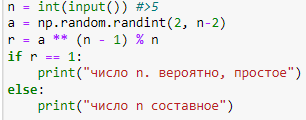 n = int(input()) #>5
a = np.random.randint(2, n-2)
r = a ** (n - 1) % n
if r == 1:
    print("число n. вероятно, простое")
else:
    print("число n составное")